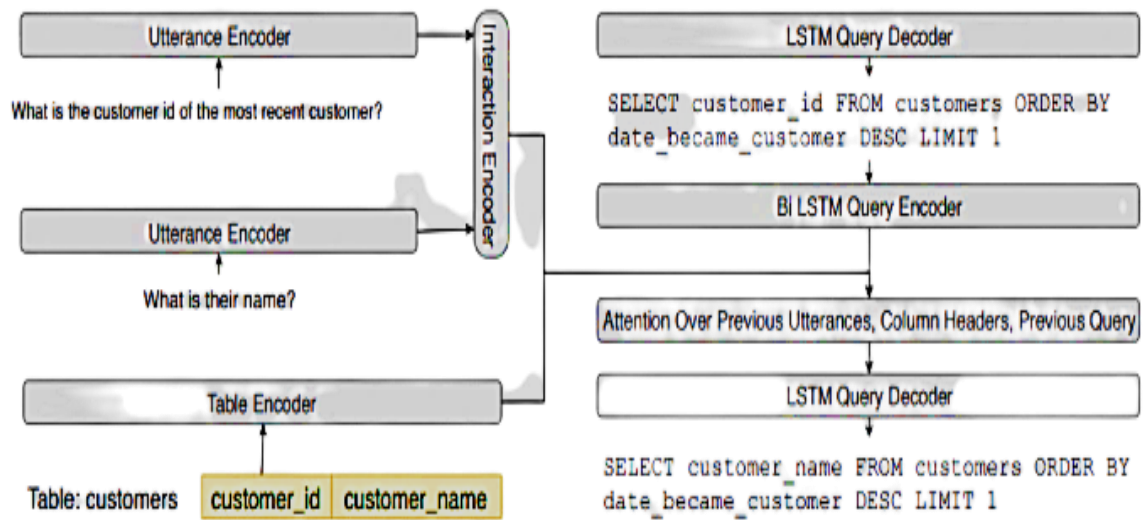 Utterance Encoder
What is the customer id of the most recent customer?
Interaction Encoder
Utterance Encoder
What is their name?
Table Encoder
Table: customers customer_id customer_name
LSTM Query Decoder
SELECT customer_id FROM customers ORDER BY
date_became_customer DESC LIMIT 1
Bi LSTM Query Encoder
Attention Over Previous Utterances, Column Headers, Previous Query
LSTM Query Decoder
SELECT customer_name FROM customers ORDER BY
date_became_customer DESC LIMIT 1